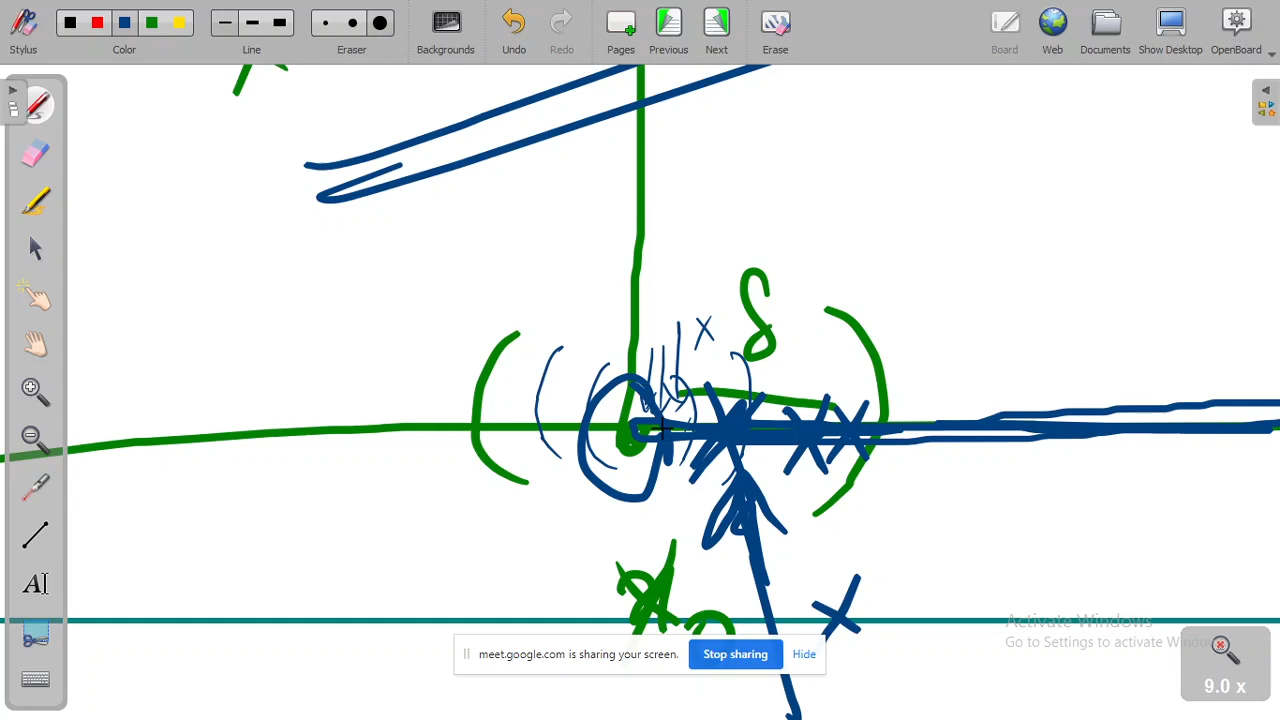 Stylus Color Line Eraser Backgrounds Undo Redo Pages Previous Next Erase Board Web Documents Show Desktop OpenBoard
δ
x
x
Activate Windows
Go to Settings to activate Windows
meet.google.com is sharing your screen. Stop sharing Hide
9.0 x